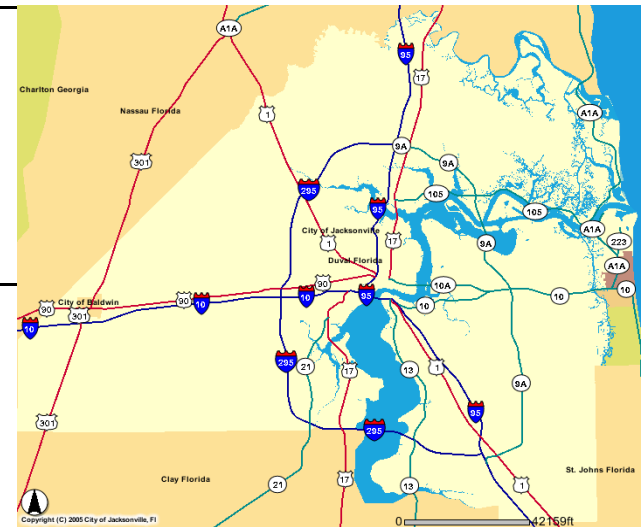 A1A
95
17
Charlton Georgia
Nassau Florida
1
A1A
301
9A
9A
295
105
95
105
City of Jacksonville
A1A
1
17
9A
223
Duval Florida
A1A
90
10A
90
10
95
10
10
City of Baldwin
90
10
10
301
10
295
21
17
13
1
9A
95
301
295
St. Johns Florida
Clay Florida
17
21
13
1
0
42159ft
Copyright (C) 2005 City of Jacksonville, Fl